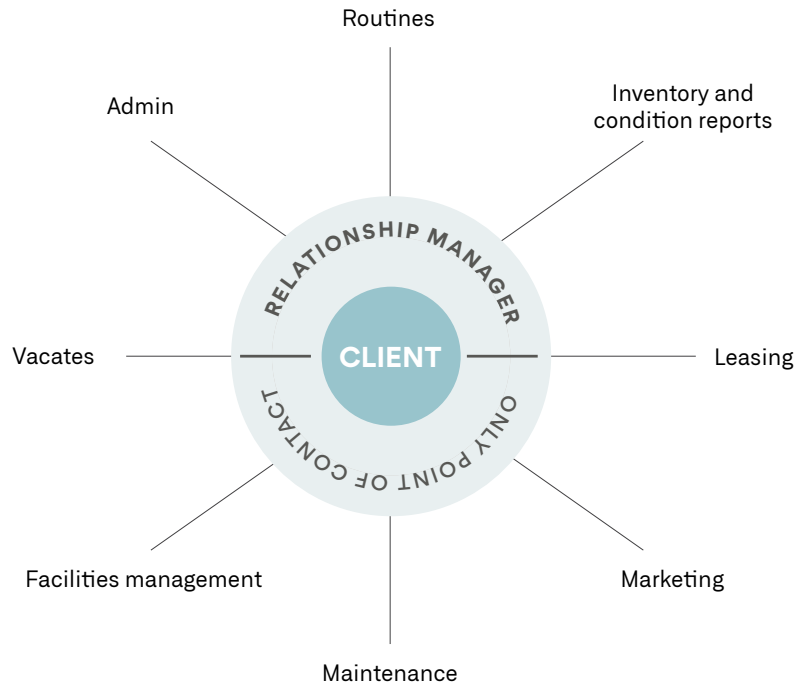 Routines
Admin
Inventory and
condition reports
RELATIONSHIP MANAGER
Vacates
CLIENT
Leasing
ONLY POINT OF CONTACT
Facilities management
Marketing
Maintenance